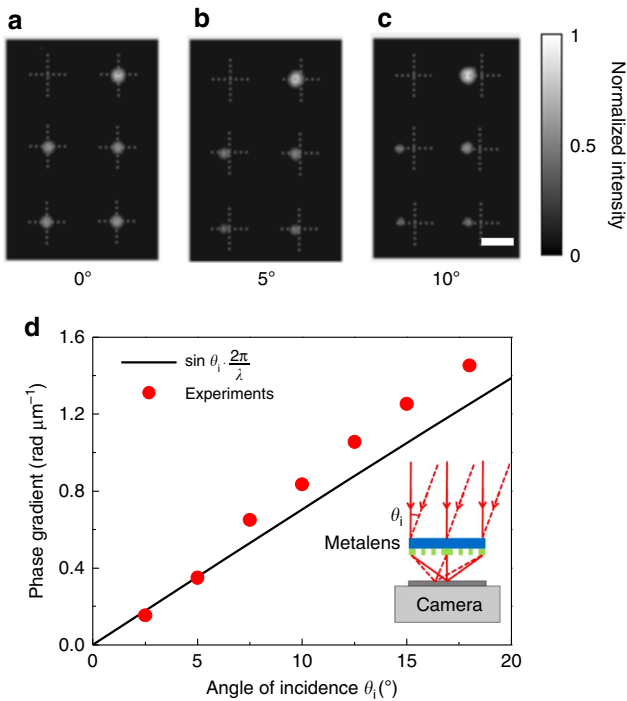 a
b
c
1
0.5
0
Normalized intensity
0°
5°
10°
d
1.6
1.2
0.8
0.4
0.0
Phase gradient (rad μm⁻¹)
sin θi · 2π/λ
Experiments
θi
Metalens
Camera
0
5
10
15
20
Angle of incidence θi(°)